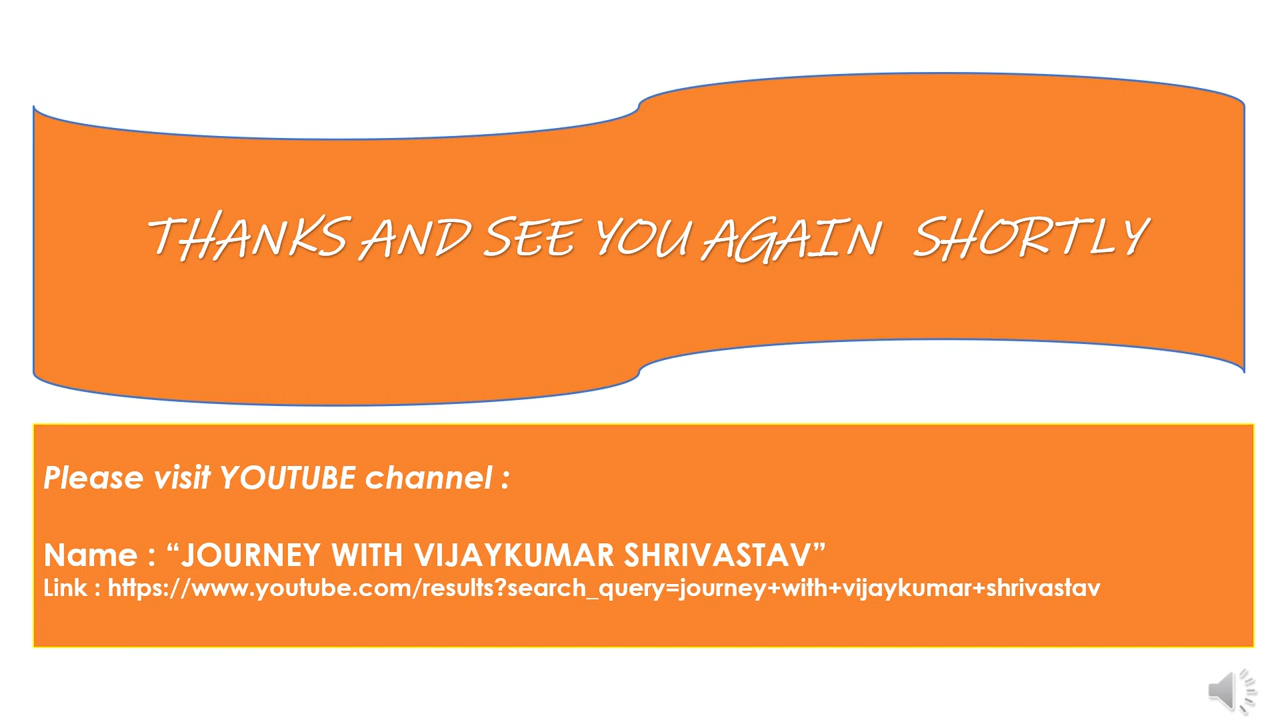 THANKS AND SEE YOU AGAIN SHORTLY
Please visit YOUTUBE channel :
Name : “JOURNEY WITH VIJAYKUMAR SHRIVASTAV”
Link : https://www.youtube.com/results?search_query=journey+with+vijaykumar+shrivastav